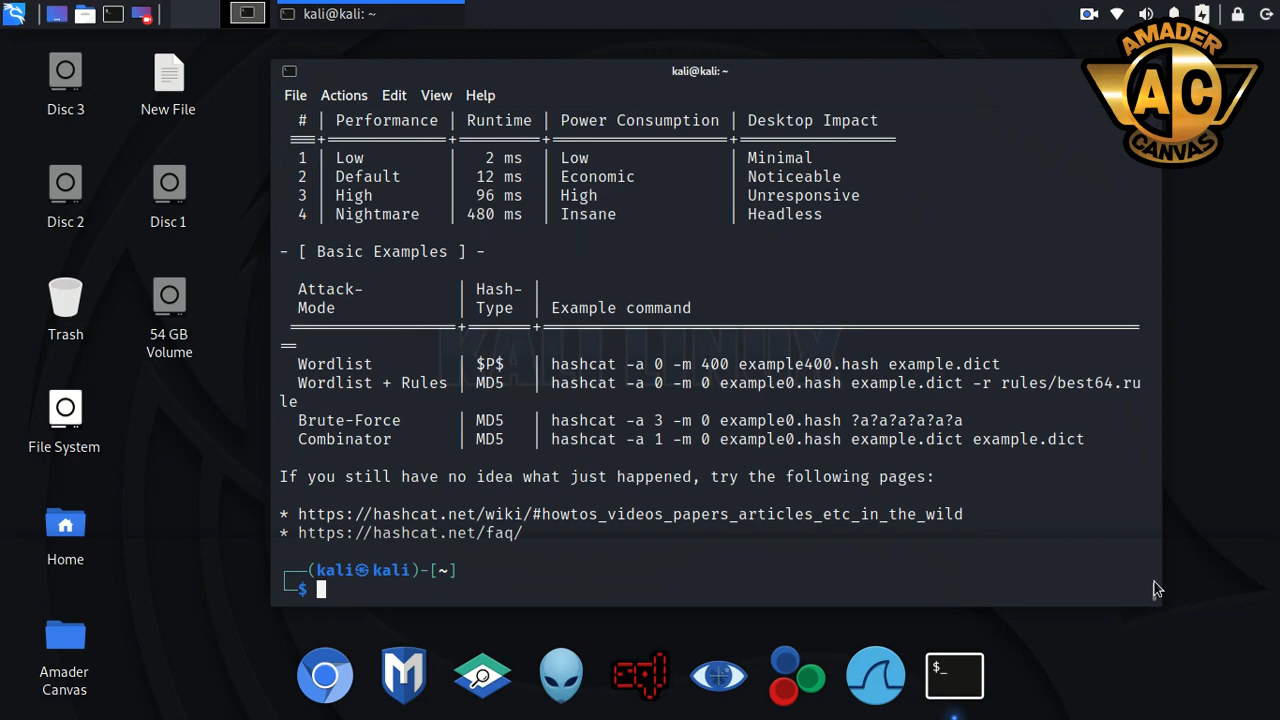 kali@kali: ~
AMADER
AC
CANVAS
Disc 3
New File
Disc 2
Disc 1
Trash
54 GB
Volume
File System
Home
Amader
Canvas
kali@kali: ~
File Actions Edit View Help
# | Performance | Runtime | Power Consumption | Desktop Impact
1 | Low | 2 ms | Low | Minimal
2 | Default | 12 ms | Economic | Noticeable
3 | High | 96 ms | High | Unresponsive
4 | Nightmare | 480 ms | Insane | Headless
- [ Basic Examples ] -
Attack- | Hash- |
Mode | Type | Example command
Wordlist | $P$ | hashcat -a 0 -m 400 example400.hash example.dict
Wordlist + Rules | MD5 | hashcat -a 0 -m 0 example0.hash example.dict -r rules/best64.ru
le
Brute-Force | MD5 | hashcat -a 3 -m 0 example0.hash ?a?a?a?a?a?a
Combinator | MD5 | hashcat -a 1 -m 0 example0.hash example.dict example.dict
If you still have no idea what just happened, try the following pages:
* https://hashcat.net/wiki/#howtos_videos_papers_articles_etc_in_the_wild
* https://hashcat.net/faq/
┌──(kali㉿kali)-[~]
└─$
KALI LINUX
M
sql
$_